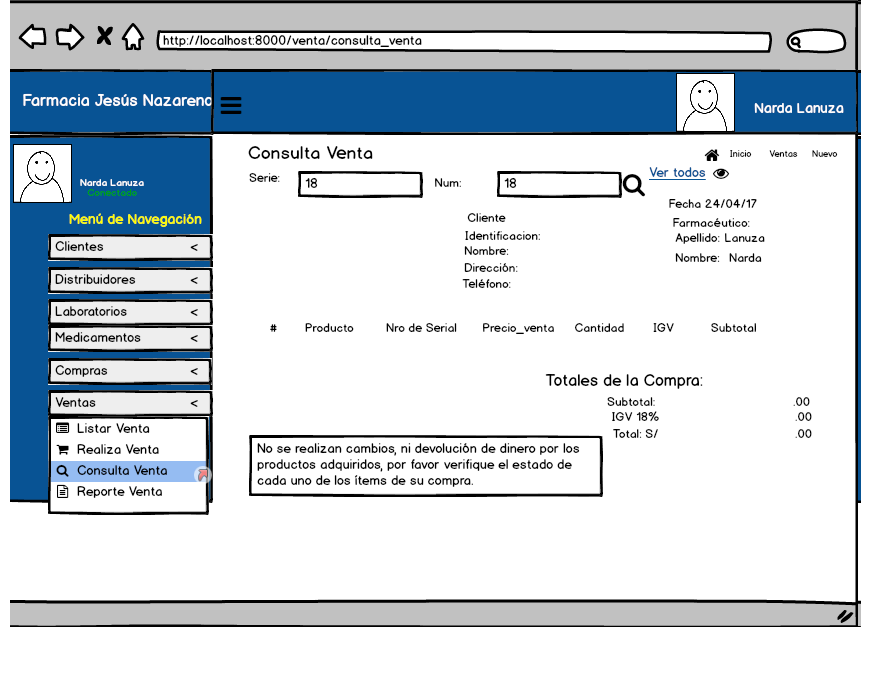 http://localhost:8000/venta/consulta_venta
Farmacia Jesús Nazareno
Narda Lanuza
Narda Lanuza
Conectado
Menú de Navegación
Clientes <
Distribuidores <
Laboratorios <
Medicamentos <
Compras <
Ventas <
Listar Venta
Realiza Venta
Consulta Venta
Reporte Venta
Consulta Venta
Inicio Ventas Nuevo
Serie: 18 Num: 18
Ver todos
Fecha 24/04/17
Farmacéutico:
Apellido: Lanuza
Nombre: Narda
Cliente
Identificacion:
Nombre:
Dirección:
Teléfono:
# Producto Nro de Serial Precio_venta Cantidad IGV Subtotal
Totales de la Compra:
Subtotal: .00
IGV 18% .00
Total: S/ .00
No se realizan cambios, ni devolución de dinero por los
productos adquiridos, por favor verifique el estado de
cada uno de los ítems de su compra.